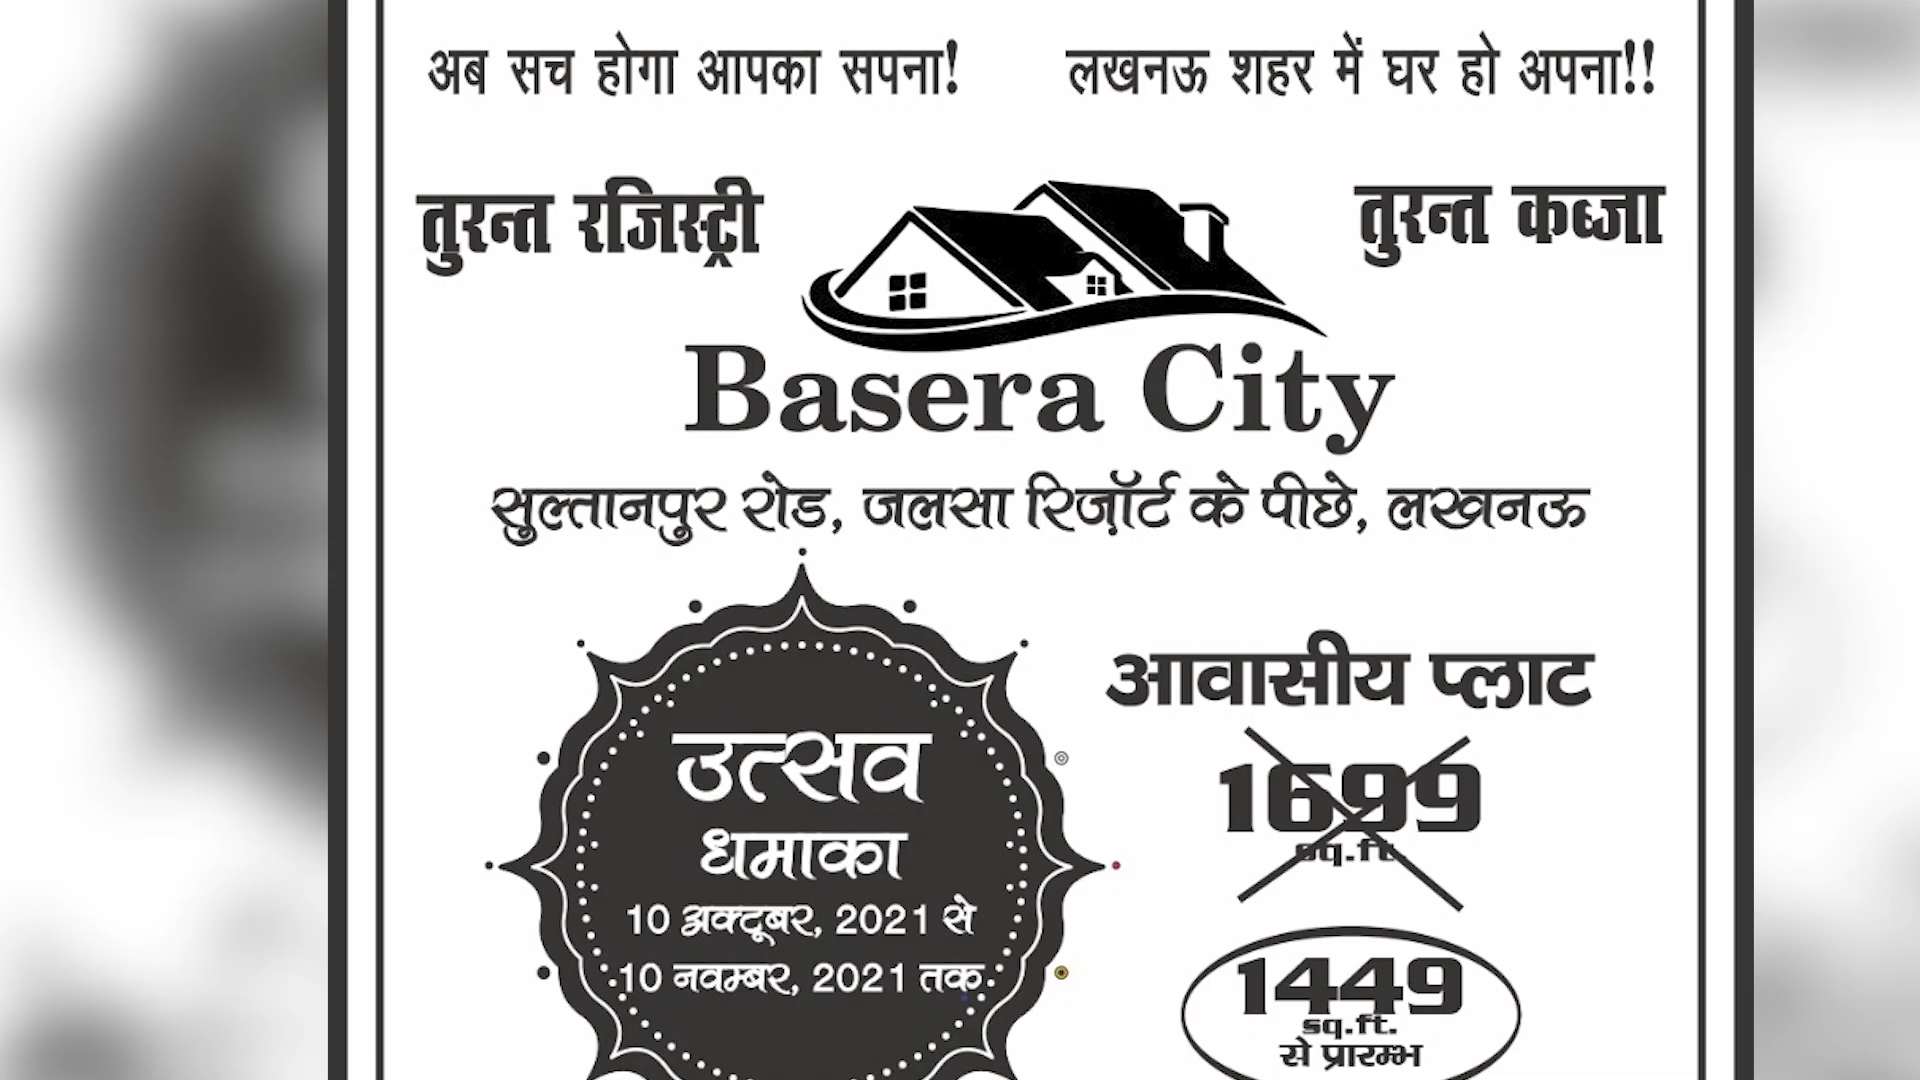 अब सच होगा आपका सपना! लखनऊ शहर में घर हो अपना!!
तुरन्त रजिस्ट्री
तुरन्त कब्जा
Basera City
सुल्तानपुर रोड, जलसा रिज़ॉर्ट के पीछे, लखनऊ
उत्सव
धमाका
10 अक्टूबर, 2021 से
10 नवम्बर, 2021 तक
आवासीय प्लाट
1699
sq.ft.
1449
sq.ft.
से प्रारम्भ